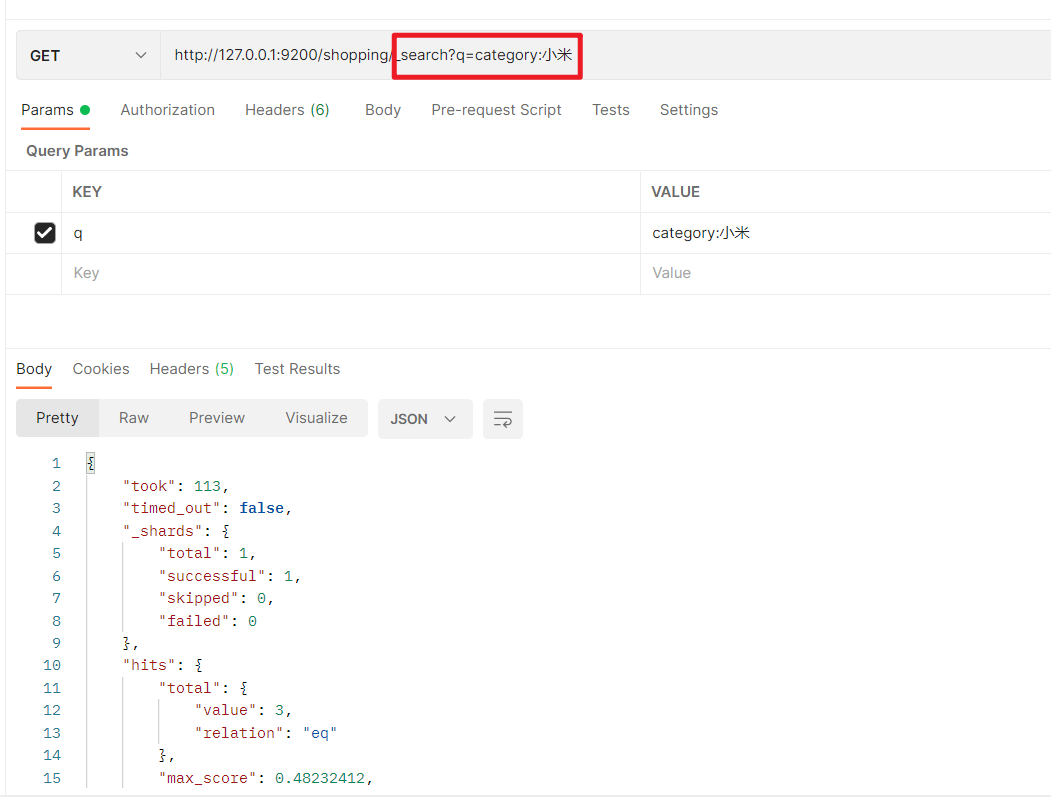 GET http://127.0.0.1:9200/shopping/_search?q=category:小米
Params Authorization Headers (6) Body Pre-request Script Tests Settings
Query Params
KEY VALUE
q category:小米
Key Value
Body Cookies Headers (5) Test Results
Pretty Raw Preview Visualize JSON
1 {
2 "took": 113,
3 "timed_out": false,
4 "_shards": {
5 "total": 1,
6 "successful": 1,
7 "skipped": 0,
8 "failed": 0
9 },
10 "hits": {
11 "total": {
12 "value": 3,
13 "relation": "eq"
14 },
15 "max_score": 0.48232412,